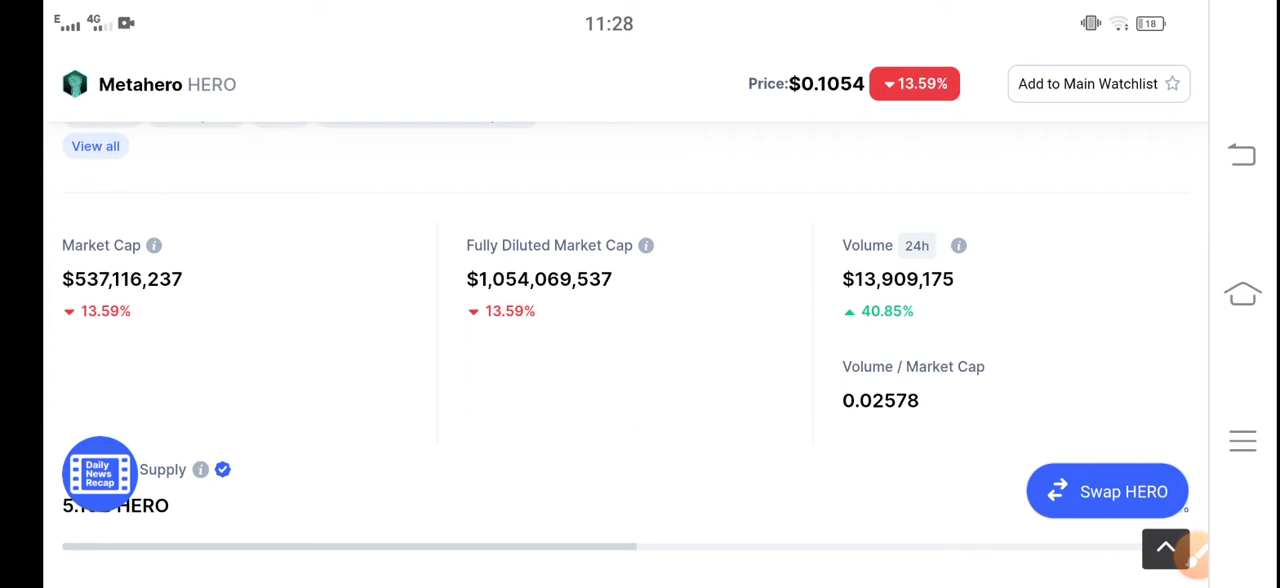 E 4G 11:28 18
Metahero HERO Price:$0.1054 13.59% Add to Main Watchlist
View all
Market Cap Fully Diluted Market Cap Volume 24h
$537,116,237 $1,054,069,537 $13,909,175
13.59% 13.59% 40.85%
Volume / Market Cap
0.02578
Daily
News
Recap
Supply
HERO
Swap HERO